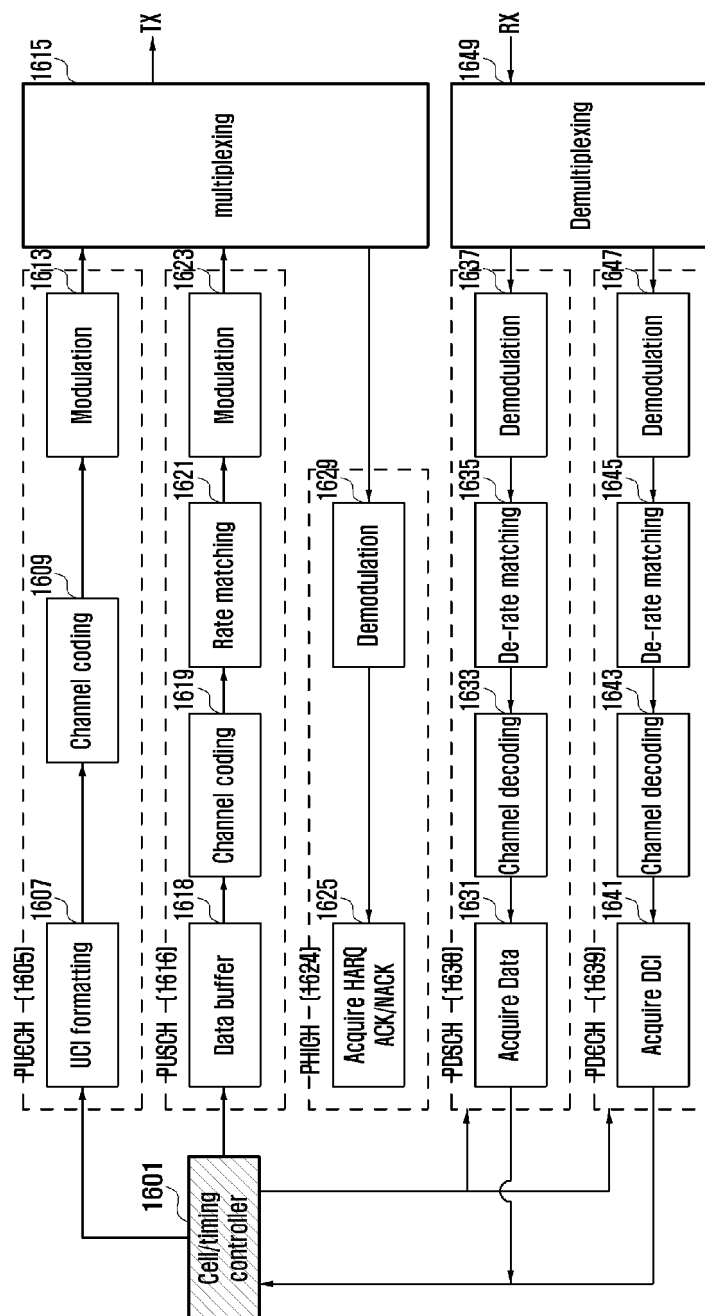 1601
Cell/timing
controller
PUCCH (1605)
1607
UCI formatting
1609
Channel coding
1613
Modulation
PUSCH (1616)
1618
Data buffer
1619
Channel coding
1621
Rate matching
1623
Modulation
1615
multiplexing
TX
PHICH (1624)
1625
Acquire HARQ
ACK/NACK
1629
Demodulation
PDSCH (1630)
1631
Acquire Data
1633
Channel decoding
1635
De-rate matching
1637
Demodulation
1649
Demultiplexing
RX
PDCCH (1639)
1641
Acquire DCI
1643
Channel decoding
1645
De-rate matching
1647
Demodulation